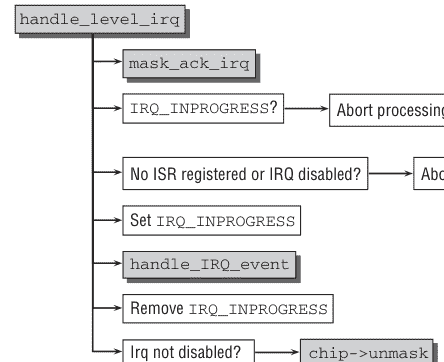 handle_level_irq
mask_ack_irq
IRQ_INPROGRESS? Abort processing
No ISR registered or IRQ disabled? Abo
Set IRQ_INPROGRESS
handle_IRQ_event
Remove IRQ_INPROGRESS
Irq not disabled? chip->unmask